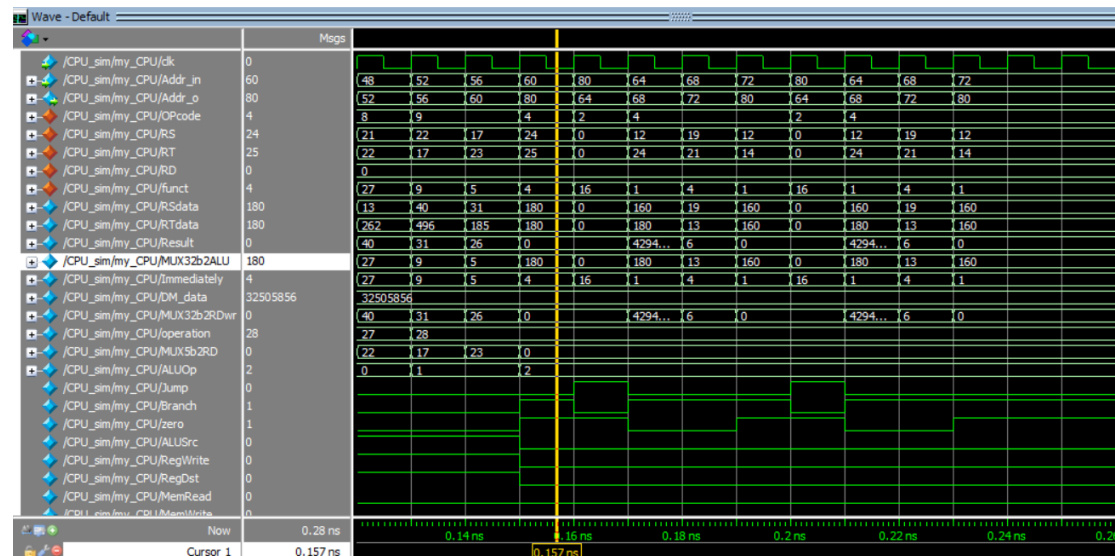 Wave - Default
Msgs
/CPU_sim/my_CPU/clk 0
/CPU_sim/my_CPU/Addr_in 60 48 52 56 60 80 64 68 72 80 64 68 72
/CPU_sim/my_CPU/Addr_o 80 52 56 60 80 64 68 72 80 64 68 72 80
/CPU_sim/my_CPU/OPcode 4 8 9 4 2 4 2 4
/CPU_sim/my_CPU/RS 24 21 22 17 24 0 12 19 12 0 12 19 12
/CPU_sim/my_CPU/RT 25 22 17 23 25 0 24 21 14 0 24 21 14
/CPU_sim/my_CPU/RD 0 0
/CPU_sim/my_CPU/funct 4 27 9 5 4 16 1 4 1 16 1 4 1
/CPU_sim/my_CPU/RSdata 180 13 40 31 180 0 160 19 160 0 160 19 160
/CPU_sim/my_CPU/RTdata 180 262 496 185 180 0 180 13 160 0 180 13 160
/CPU_sim/my_CPU/Result 0 40 31 26 0 4294... 6 0 4294... 6 0
/CPU_sim/my_CPU/MUX32b2ALU 180 27 9 5 180 0 180 13 160 0 180 13 160
/CPU_sim/my_CPU/Immediately 4 27 9 5 4 16 1 4 1 16 1 4 1
/CPU_sim/my_CPU/DM_data 32505856 32505856
/CPU_sim/my_CPU/MUX32b2RDwr 0 40 31 26 0 4294... 6 0 4294... 6 0
/CPU_sim/my_CPU/operation 28 27 28
/CPU_sim/my_CPU/MUX5b2RD 0 22 17 23 0
/CPU_sim/my_CPU/ALUOp 2 0 1 2
/CPU_sim/my_CPU/Jump 0
/CPU_sim/my_CPU/Branch 1
/CPU_sim/my_CPU/zero 1
/CPU_sim/my_CPU/ALUSrc 0
/CPU_sim/my_CPU/RegWrite 0
/CPU_sim/my_CPU/RegDst 0
/CPU_sim/my_CPU/MemRead 0
/CPU_sim/my_CPU/MemWrite 0
Now 0.28 ns 0.14 ns 0.16 ns 0.18 ns 0.2 ns 0.22 ns 0.24 ns
Cursor 1 0.157 ns 0.157 ns